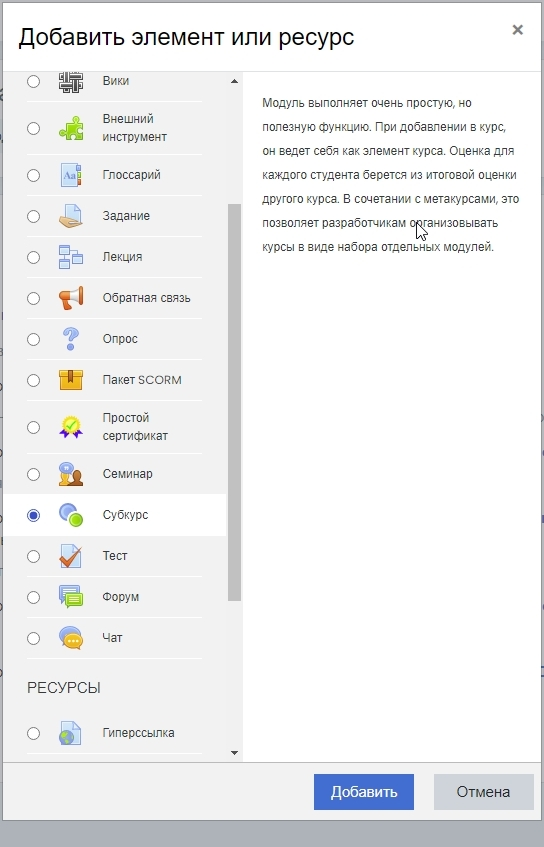 Добавить элемент или ресурс
×
Вики
Внешний
инструмент
Глоссарий
Задание
Лекция
Обратная связь
Опрос
Пакет SCORM
Простой
сертификат
Семинар
Субкурс
Тест
Форум
Чат
РЕСУРСЫ
Гиперссылка
Модуль выполняет очень простую, но
полезную функцию. При добавлении в курс,
он ведет себя как элемент курса. Оценка для
каждого студента берется из итоговой оценки
другого курса. В сочетании с метакурсами, это
позволяет разработчикам организовывать
курсы в виде набора отдельных модулей.
Добавить
Отмена